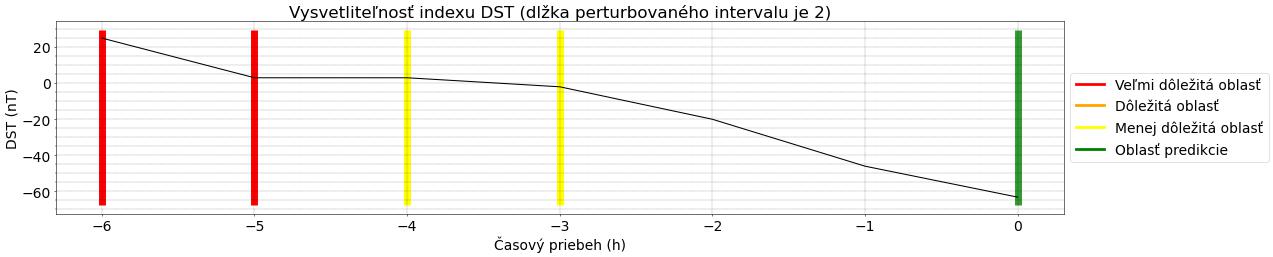 Vysvetliteľnosť indexu DST (dĺžka perturbovaného intervalu je 2)
DST (nT)
20
0
−20
−40
−60
−6 −5 −4 −3 −2 −1 0
Časový priebeh (h)
Veľmi dôležitá oblasť
Dôležitá oblasť
Menej dôležitá oblasť
Oblasť predikcie